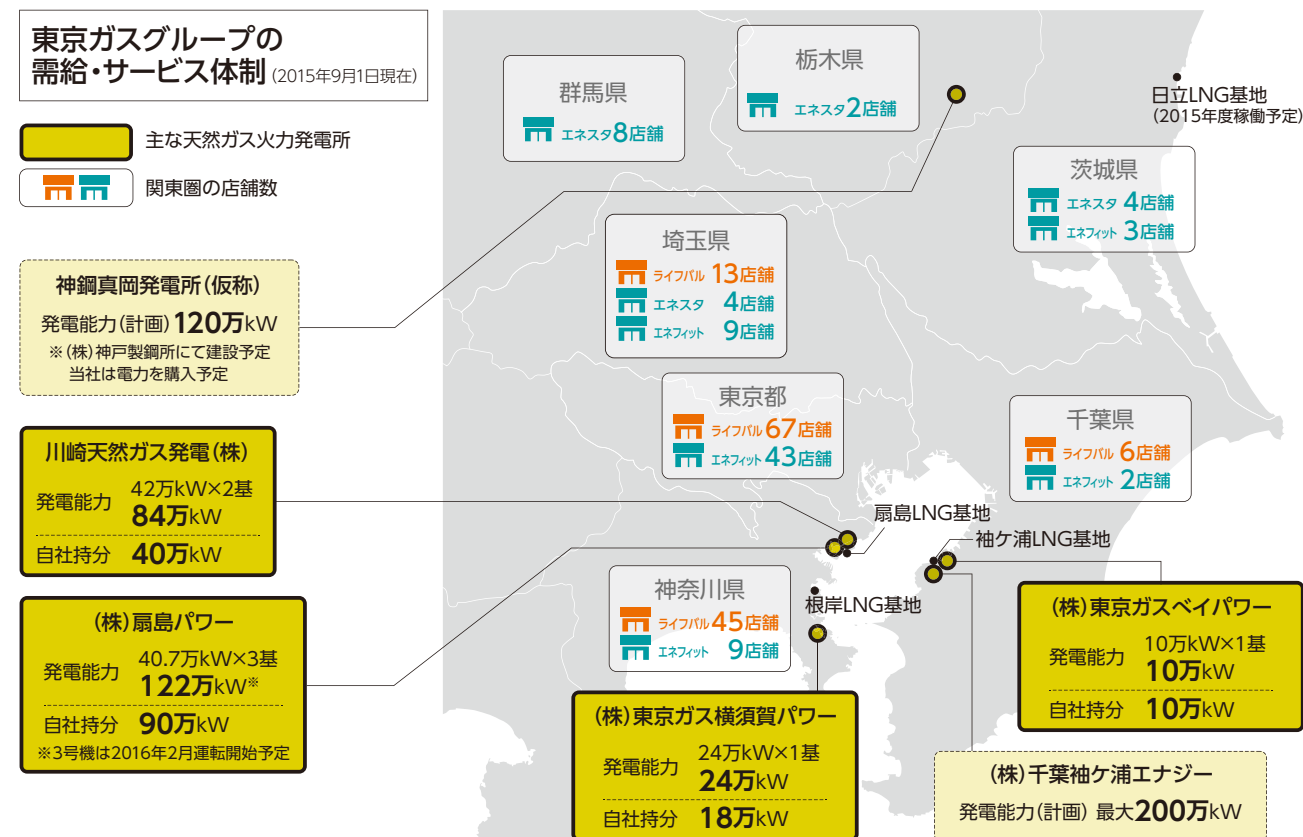 東京ガスグループの
需給・サービス体制 (2015年9月1日現在)
主な天然ガス火力発電所
関東圏の店舗数
神鋼真岡発電所(仮称)
発電能力(計画) 120万kW
※(株)神戸製鋼所にて建設予定
当社は電力を購入予定
川崎天然ガス発電(株)
発電能力 42万kW×2基
84万kW
自社持分 40万kW
(株)扇島パワー
発電能力 40.7万kW×3基
122万kW※
自社持分 90万kW
※3号機は2016年2月運転開始予定
群馬県
エネスタ8店舗
栃木県
エネスタ2店舗
日立LNG基地
(2015年度稼働予定)
茨城県
エネスタ 4店舗
エネフィット 3店舗
埼玉県
ライフバル 13店舗
エネスタ 4店舗
エネフィット 9店舗
東京都
ライフバル 67店舗
エネフィット 43店舗
千葉県
ライフバル 6店舗
エネフィット 2店舗
扇島LNG基地
袖ケ浦LNG基地
神奈川県
ライフバル 45店舗
エネフィット 9店舗
根岸LNG基地
(株)東京ガス横須賀パワー
発電能力 24万kW×1基
24万kW
自社持分 18万kW
(株)東京ガスベイパワー
発電能力 10万kW×1基
10万kW
自社持分 10万kW
(株)千葉袖ケ浦エナジー
発電能力(計画) 最大200万kW